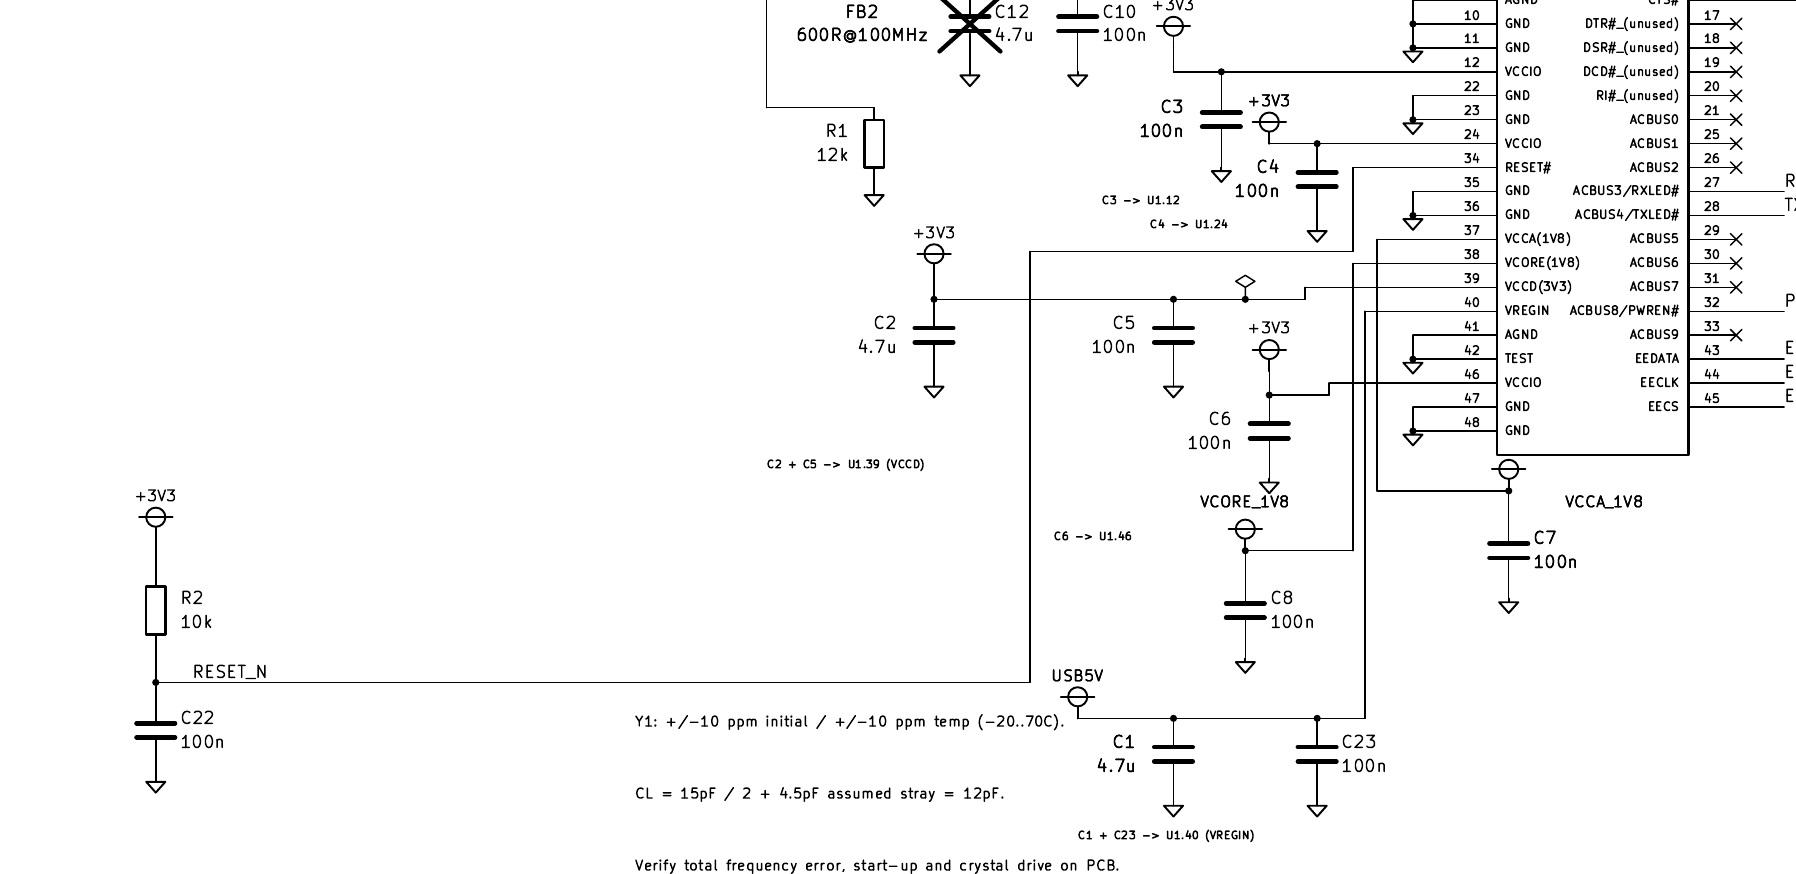 FB2
600R@100MHz
C12
4.7u
C10
100n
+3V3
10
GND
DTR#_(unused)
17
11
GND
DSR#_(unused)
18
12
VCCIO
DCD#_(unused)
19
22
GND
RI#_(unused)
20
23
GND
ACBUS0
21
24
VCCIO
ACBUS1
25
34
RESET#
ACBUS2
26
35
GND
ACBUS3/RXLED#
27
36
GND
ACBUS4/TXLED#
28
37
VCCA(1V8)
ACBUS5
29
38
VCORE(1V8)
ACBUS6
30
39
VCCD(3V3)
ACBUS7
31
40
VREGIN
ACBUS8/PWREN#
32
41
AGND
ACBUS9
33
42
TEST
EEDATA
43
46
VCCIO
EECLK
44
47
GND
EECS
45
48
GND
C3
100n
+3V3
C4
100n
R1
12k
C3 -> U1.12
C4 -> U1.24
+3V3
C2
4.7u
C5
100n
+3V3
C6
100n
C2 + C5 -> U1.39 (VCCD)
+3V3
VCORE_1V8
VCCA_1V8
C6 -> U1.46
C7
100n
R2
10k
C8
100n
RESET_N
USB5V
C22
100n
Y1: +/-10 ppm initial / +/-10 ppm temp (-20..70C).
C1
4.7u
C23
100n
CL = 15pF / 2 + 4.5pF assumed stray = 12pF.
C1 + C23 -> U1.40 (VREGIN)
Verify total frequency error, start-up and crystal drive on PCB.